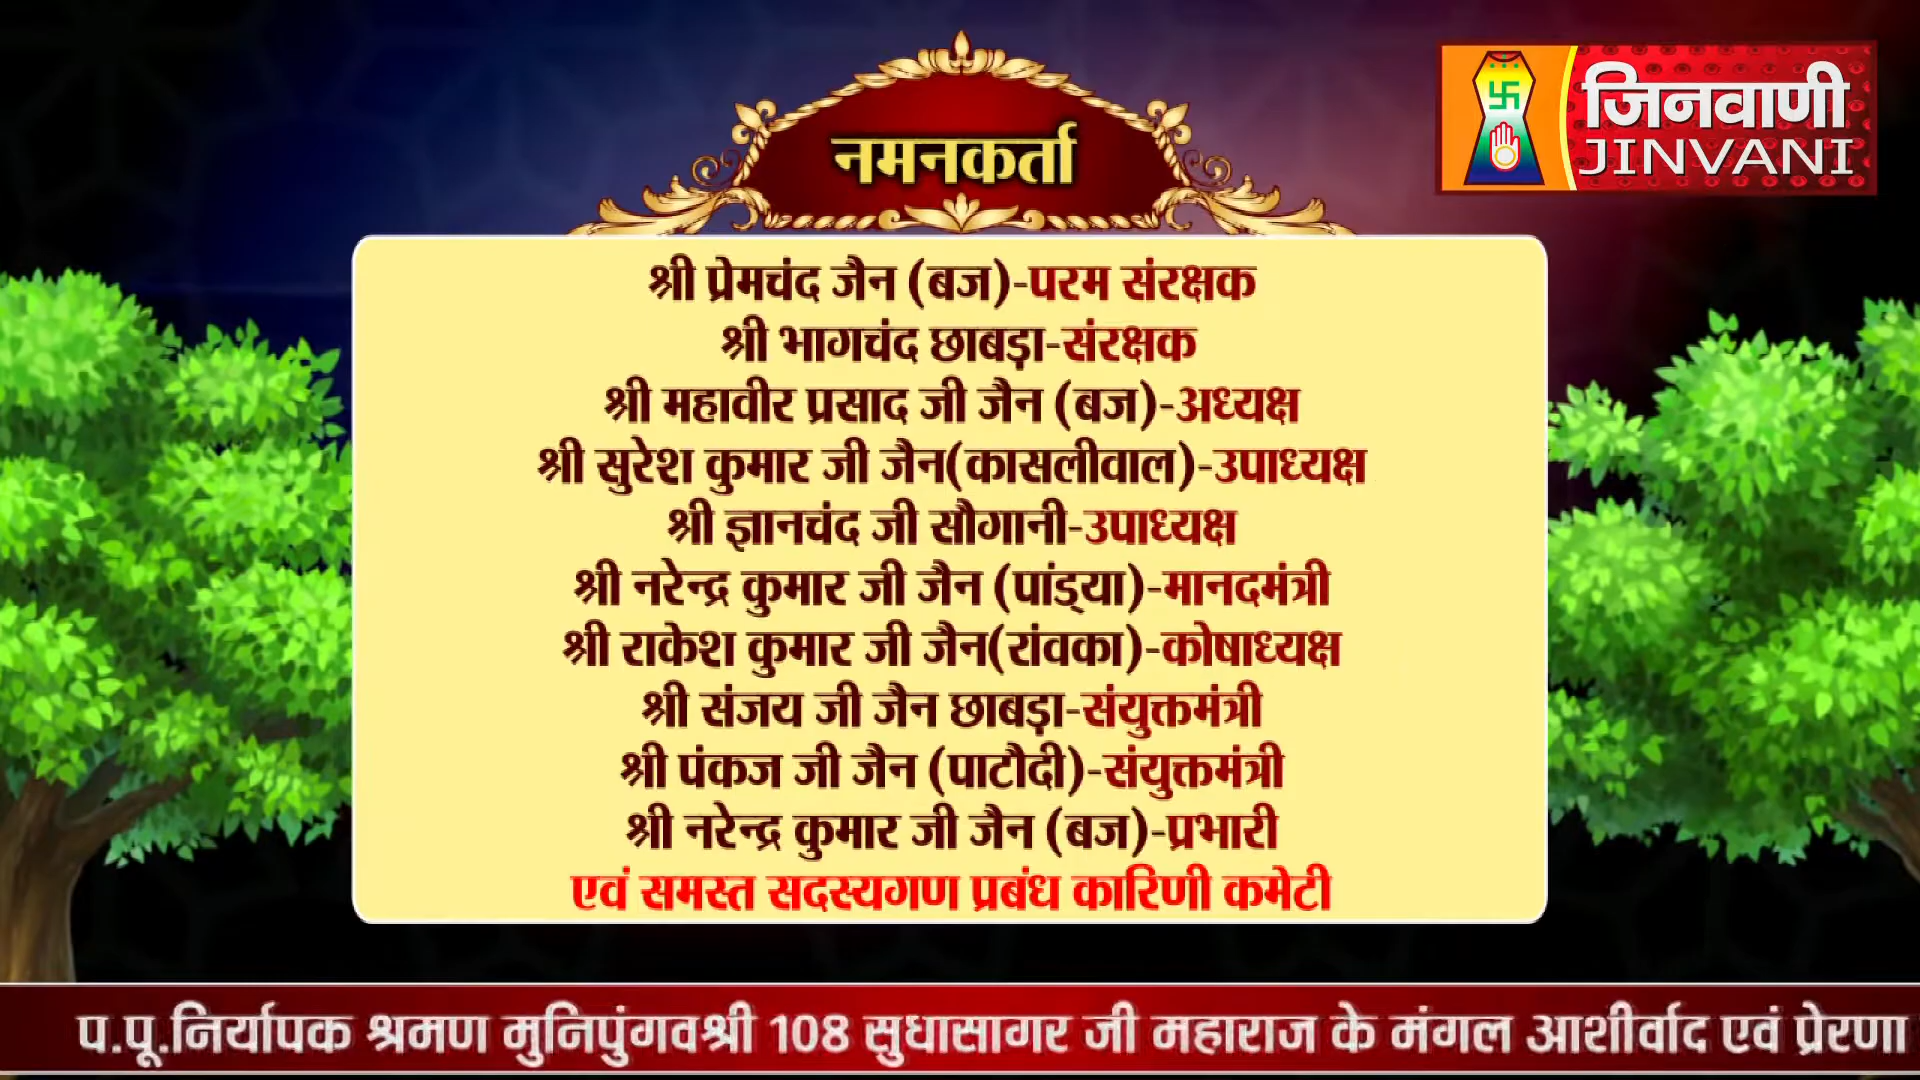 नमनकर्ता
जिनवाणी
JINVANI
श्री प्रेमचंद जैन (बज)-परम संरक्षक
श्री भागचंद छाबड़ा-संरक्षक
श्री महावीर प्रसाद जी जैन (बज)-अध्यक्ष
श्री सुरेश कुमार जी जैन(कासलीवाल)-उपाध्यक्ष
श्री ज्ञानचंद जी सौगानी-उपाध्यक्ष
श्री नरेन्द्र कुमार जी जैन (पांड्या)-मानदमंत्री
श्री राकेश कुमार जी जैन(रांवका)-कोषाध्यक्ष
श्री संजय जी जैन छाबड़ा-संयुक्तमंत्री
श्री पंकज जी जैन (पाटौदी)-संयुक्तमंत्री
श्री नरेन्द्र कुमार जी जैन (बज)-प्रभारी
एवं समस्त सदस्यगण प्रबंध कारिणी कमेटी
प.पू.निर्यापक श्रमण मुनिपुंगवश्री 108 सुधासागर जी महाराज के मंगल आशीर्वाद एवं प्रेरणा